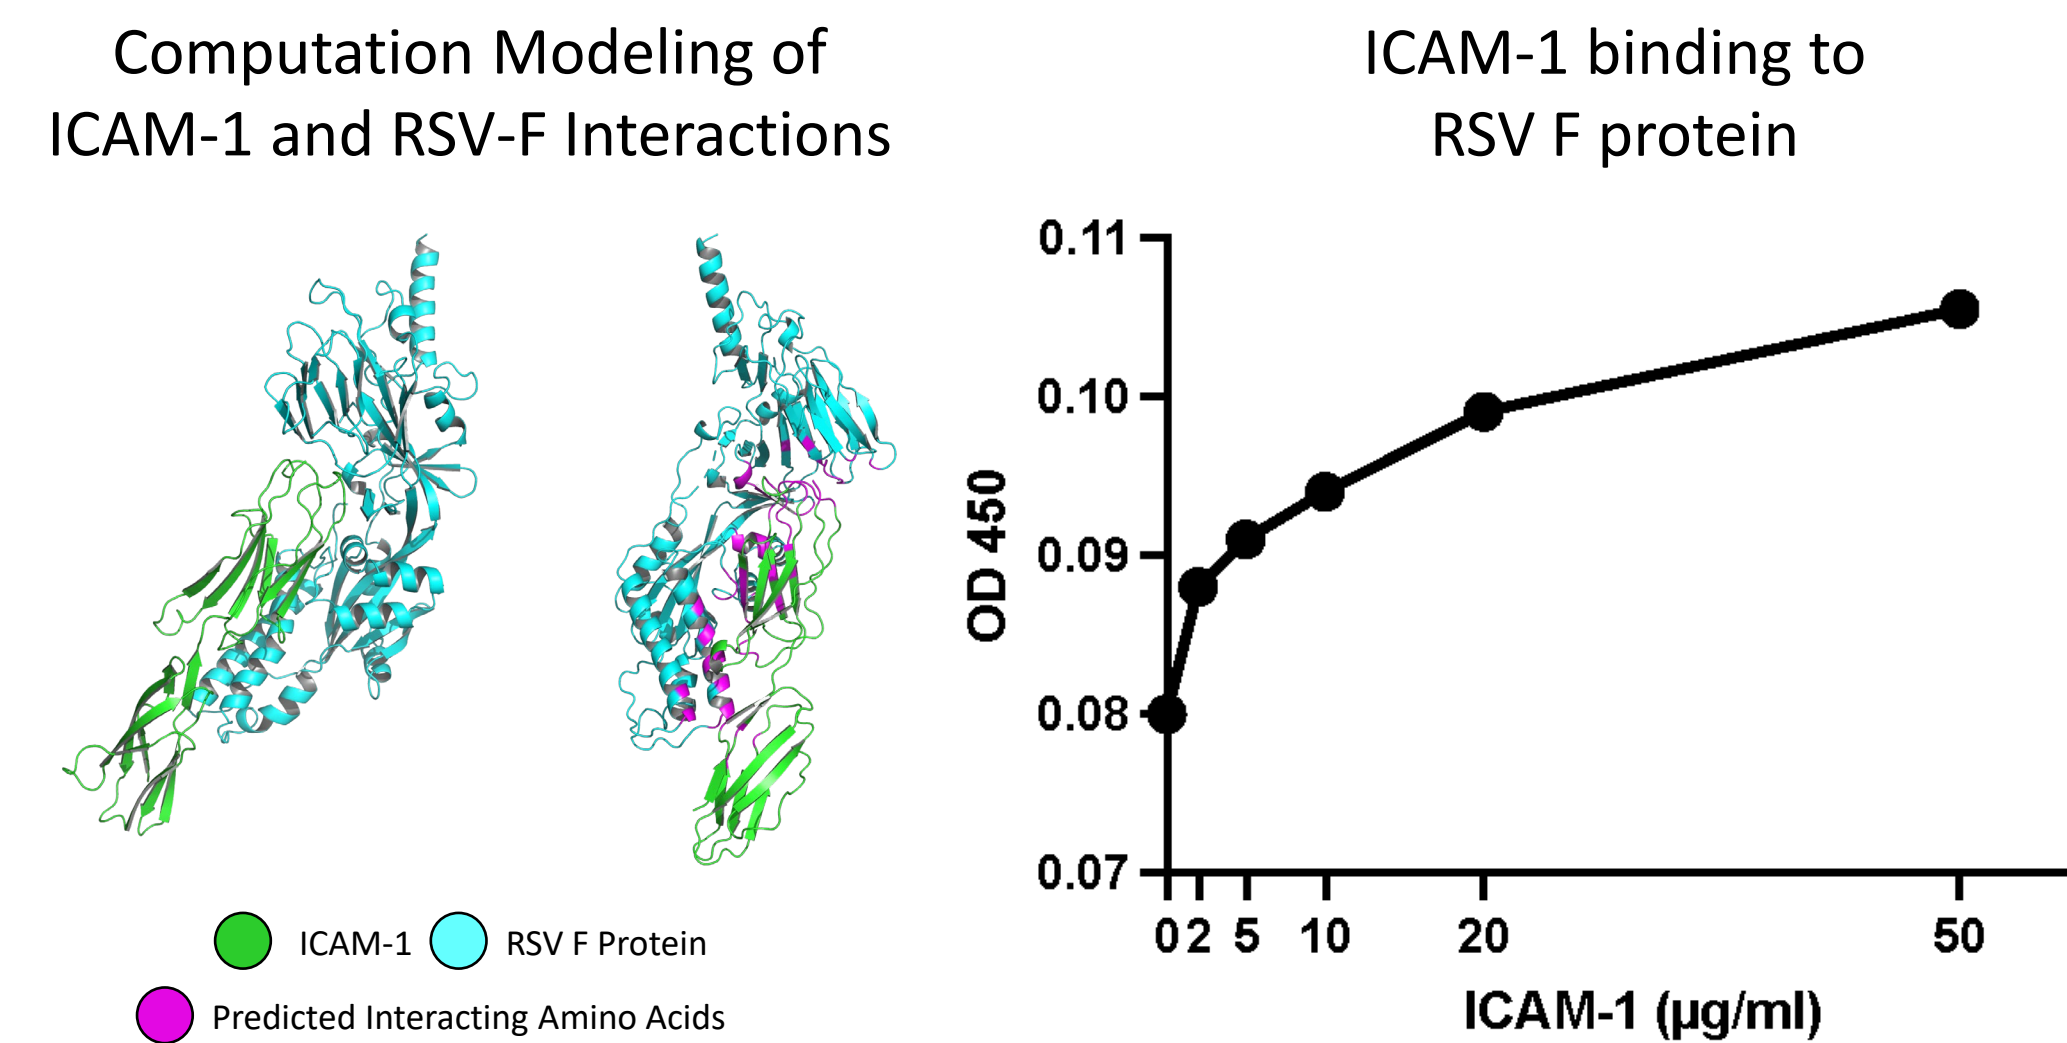 Computation Modeling of
ICAM-1 and RSV-F Interactions
ICAM-1
RSV F Protein
Predicted Interacting Amino Acids
ICAM-1 binding to
RSV F protein
0.11
0.10
0.09
0.08
0.07
OD 450
0 2 5 10 20 50
ICAM-1 (µg/ml)